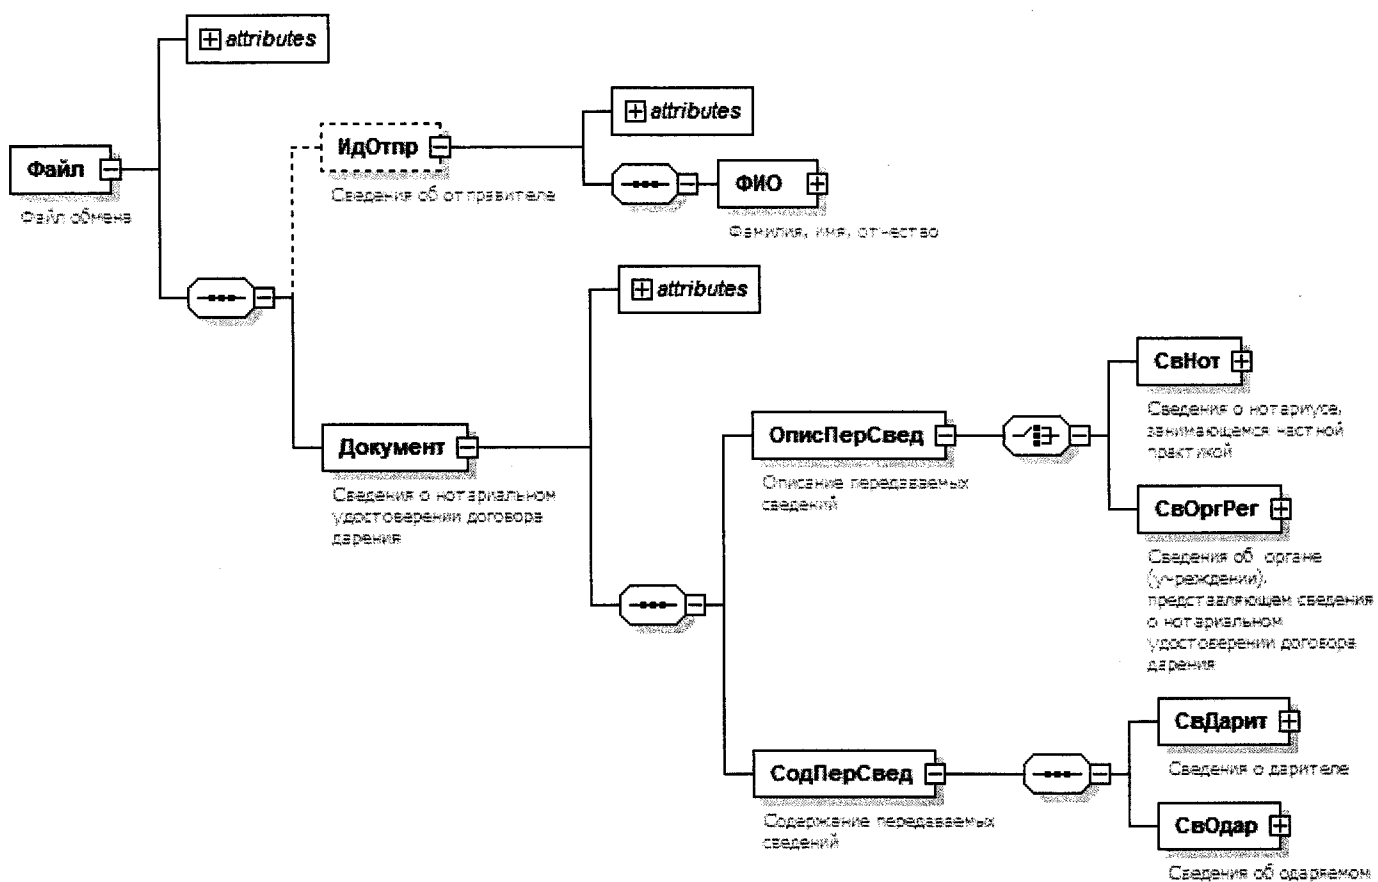 attributes
attributes
ИдОтпр
Файл
ФИО
Сведения об отправителе
Файл обмена
Фамилия, имя, отчество
attributes
СвНот
Сведения о нотариусе,
занимающемся частной
практикой
ОписПерСвед
Документ
Описание передаваемых
сведений
Сведения о нотариальном
удостоверении договора
дарения
СвОргРег
Сведения об органе
(учреждении),
представляющем сведения
о нотариальном
удостоверении договора
дарения
СвДарит
Сведения о дарителе
СодПерСвед
Содержание передаваемых
сведений
СвОдар
Сведения об одаряемом